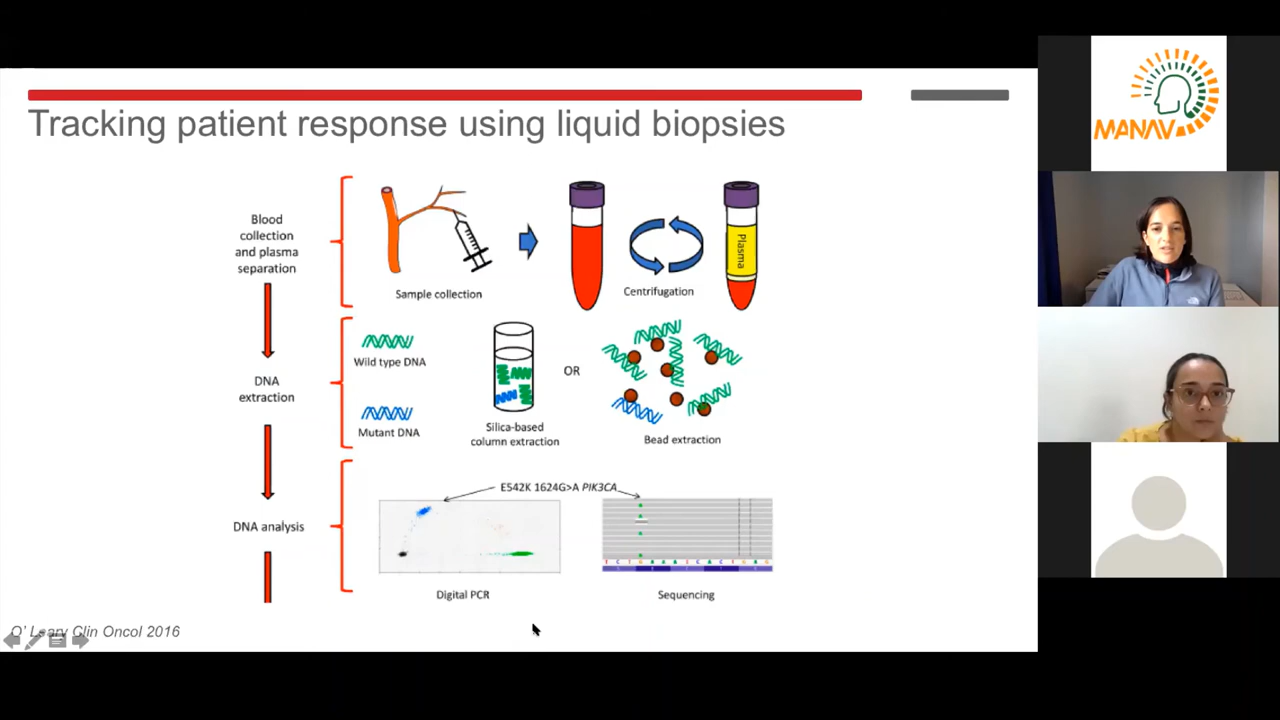 Tracking patient response using liquid biopsies
Blood
collection
and plasma
separation
Sample collection
Centrifugation
Plasma
DNA
extraction
Wild type DNA
Mutant DNA
Silica-based
column extraction
OR
Bead extraction
DNA analysis
E542K 1624G>A PIK3CA
Digital PCR
Sequencing
O' Leary Clin Oncol 2016
MANAV